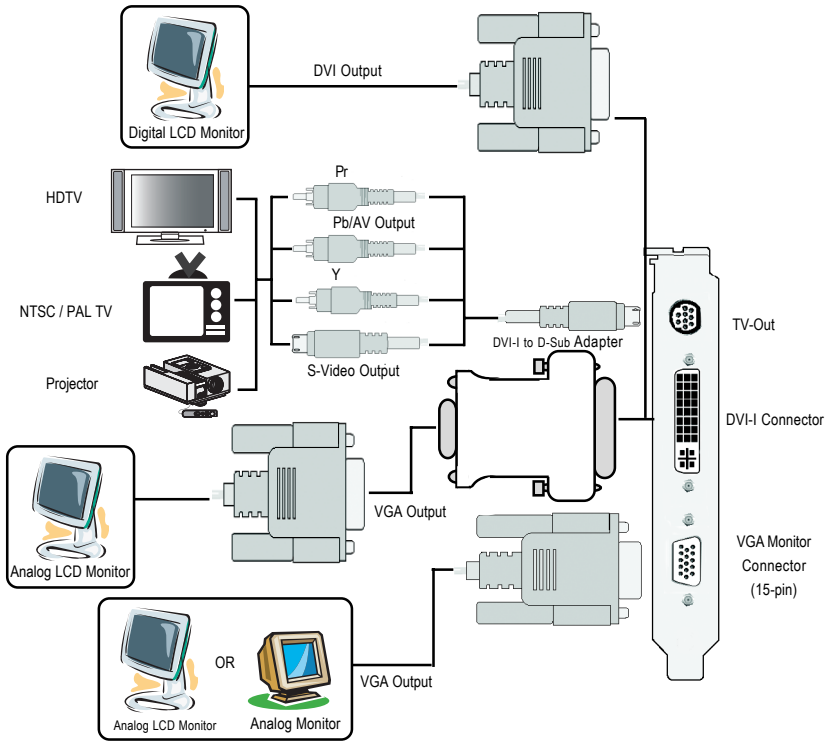 DVI Output
Digital LCD Monitor
Pr
HDTV
Pb/AV Output
Y
NTSC / PAL TV
TV-Out
DVI-I to D-Sub Adapter
S-Video Output
Projector
DVI-I Connector
VGA Output
Analog LCD Monitor
VGA Monitor
Connector
(15-pin)
OR
VGA Output
Analog LCD Monitor
Analog Monitor